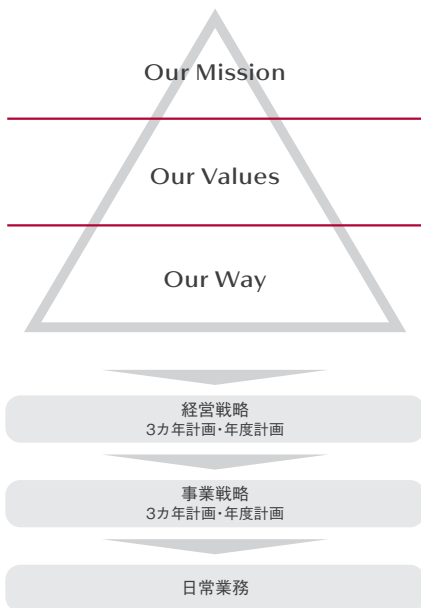 Our Mission
Our Values
Our Way
経営戦略
3カ年計画・年度計画
事業戦略
3カ年計画・年度計画
日常業務